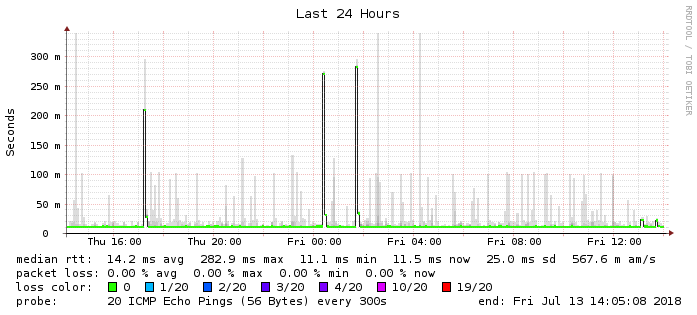 Last 24 Hours
RRDTOOL / TOBI OETIKER
Seconds
300 m
250 m
200 m
150 m
100 m
50 m
0
Thu 16:00 Thu 20:00 Fri 00:00 Fri 04:00 Fri 08:00 Fri 12:00
median rtt: 14.2 ms avg 282.9 ms max 11.1 ms min 11.5 ms now 25.0 ms sd 567.6 m am/s
packet loss: 0.00 % avg 0.00 % max 0.00 % min 0.00 % now
loss color: 0 1/20 2/20 3/20 4/20 10/20 19/20
probe: 20 ICMP Echo Pings (56 Bytes) every 300s end: Fri Jul 13 14:05:08 2018